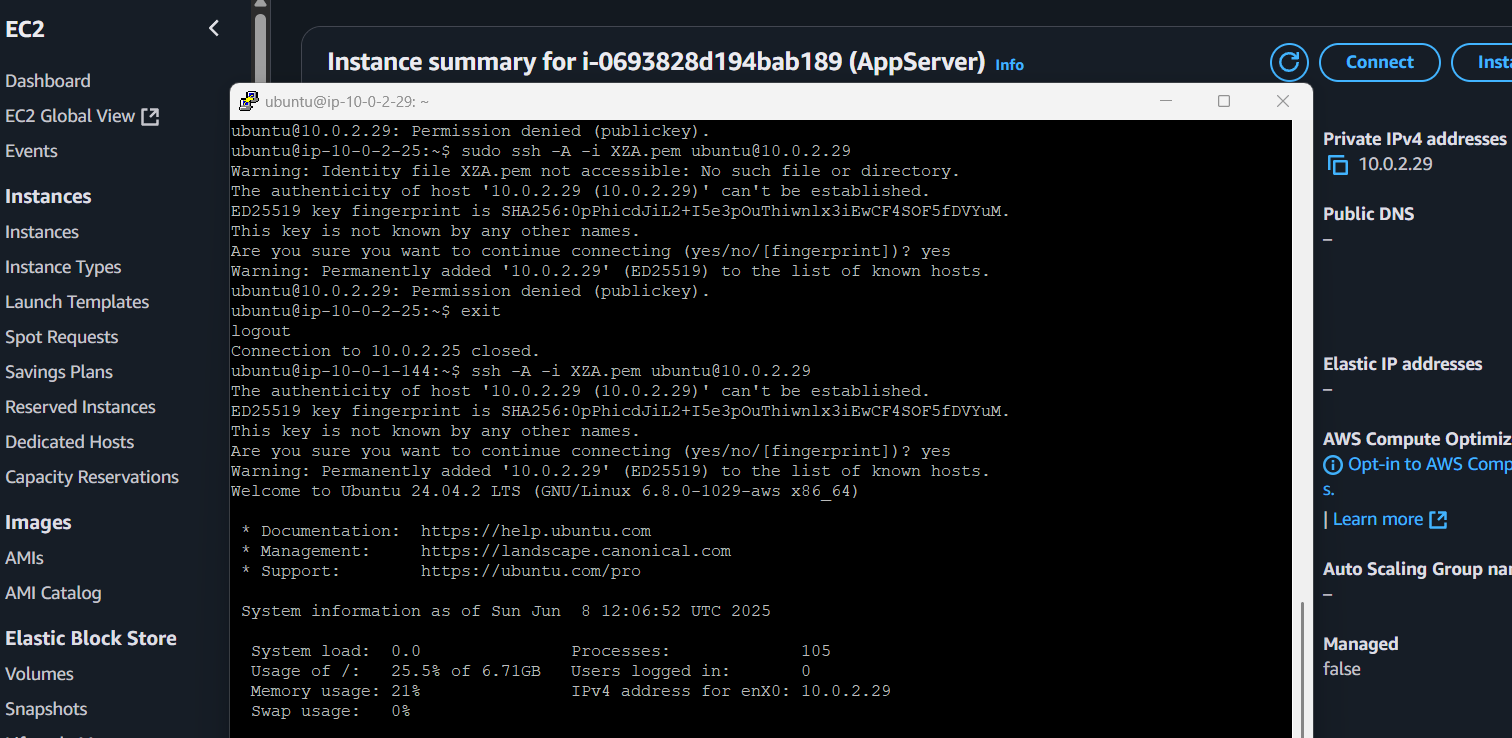 EC2
Dashboard
EC2 Global View
Events
Instances
Instances
Instance Types
Launch Templates
Spot Requests
Savings Plans
Reserved Instances
Dedicated Hosts
Capacity Reservations
Images
AMIs
AMI Catalog
Elastic Block Store
Volumes
Snapshots
Instance summary for i-0693828d194bab189 (AppServer) Info
Connect
Insta
ubuntu@ip-10-0-2-29: ~
ubuntu@10.0.2.29: Permission denied (publickey).
ubuntu@ip-10-0-2-25:~$ sudo ssh -A -i XZA.pem ubuntu@10.0.2.29
Warning: Identity file XZA.pem not accessible: No such file or directory.
The authenticity of host '10.0.2.29 (10.0.2.29)' can't be established.
ED25519 key fingerprint is SHA256:0pPhicdJiL2+I5e3pOuThiwnlx3iEwCF4SOF5fDVYuM.
This key is not known by any other names.
Are you sure you want to continue connecting (yes/no/[fingerprint])? yes
Warning: Permanently added '10.0.2.29' (ED25519) to the list of known hosts.
ubuntu@10.0.2.29: Permission denied (publickey).
ubuntu@ip-10-0-2-25:~$ exit
logout
Connection to 10.0.2.25 closed.
ubuntu@ip-10-0-1-144:~$ ssh -A -i XZA.pem ubuntu@10.0.2.29
The authenticity of host '10.0.2.29 (10.0.2.29)' can't be established.
ED25519 key fingerprint is SHA256:0pPhicdJiL2+I5e3pOuThiwnlx3iEwCF4SOF5fDVYuM.
This key is not known by any other names.
Are you sure you want to continue connecting (yes/no/[fingerprint])? yes
Warning: Permanently added '10.0.2.29' (ED25519) to the list of known hosts.
Welcome to Ubuntu 24.04.2 LTS (GNU/Linux 6.8.0-1029-aws x86_64)
* Documentation: https://help.ubuntu.com
* Management: https://landscape.canonical.com
* Support: https://ubuntu.com/pro
System information as of Sun Jun 8 12:06:52 UTC 2025
System load: 0.0 Processes: 105
Usage of /: 25.5% of 6.71GB Users logged in: 0
Memory usage: 21% IPv4 address for enX0: 10.0.2.29
Swap usage: 0%
Private IPv4 addresses
10.0.2.29
Public DNS
–
Elastic IP addresses
–
AWS Compute Optimiz
Opt-in to AWS Comp
s.
| Learn more
Auto Scaling Group nam
–
Managed
false